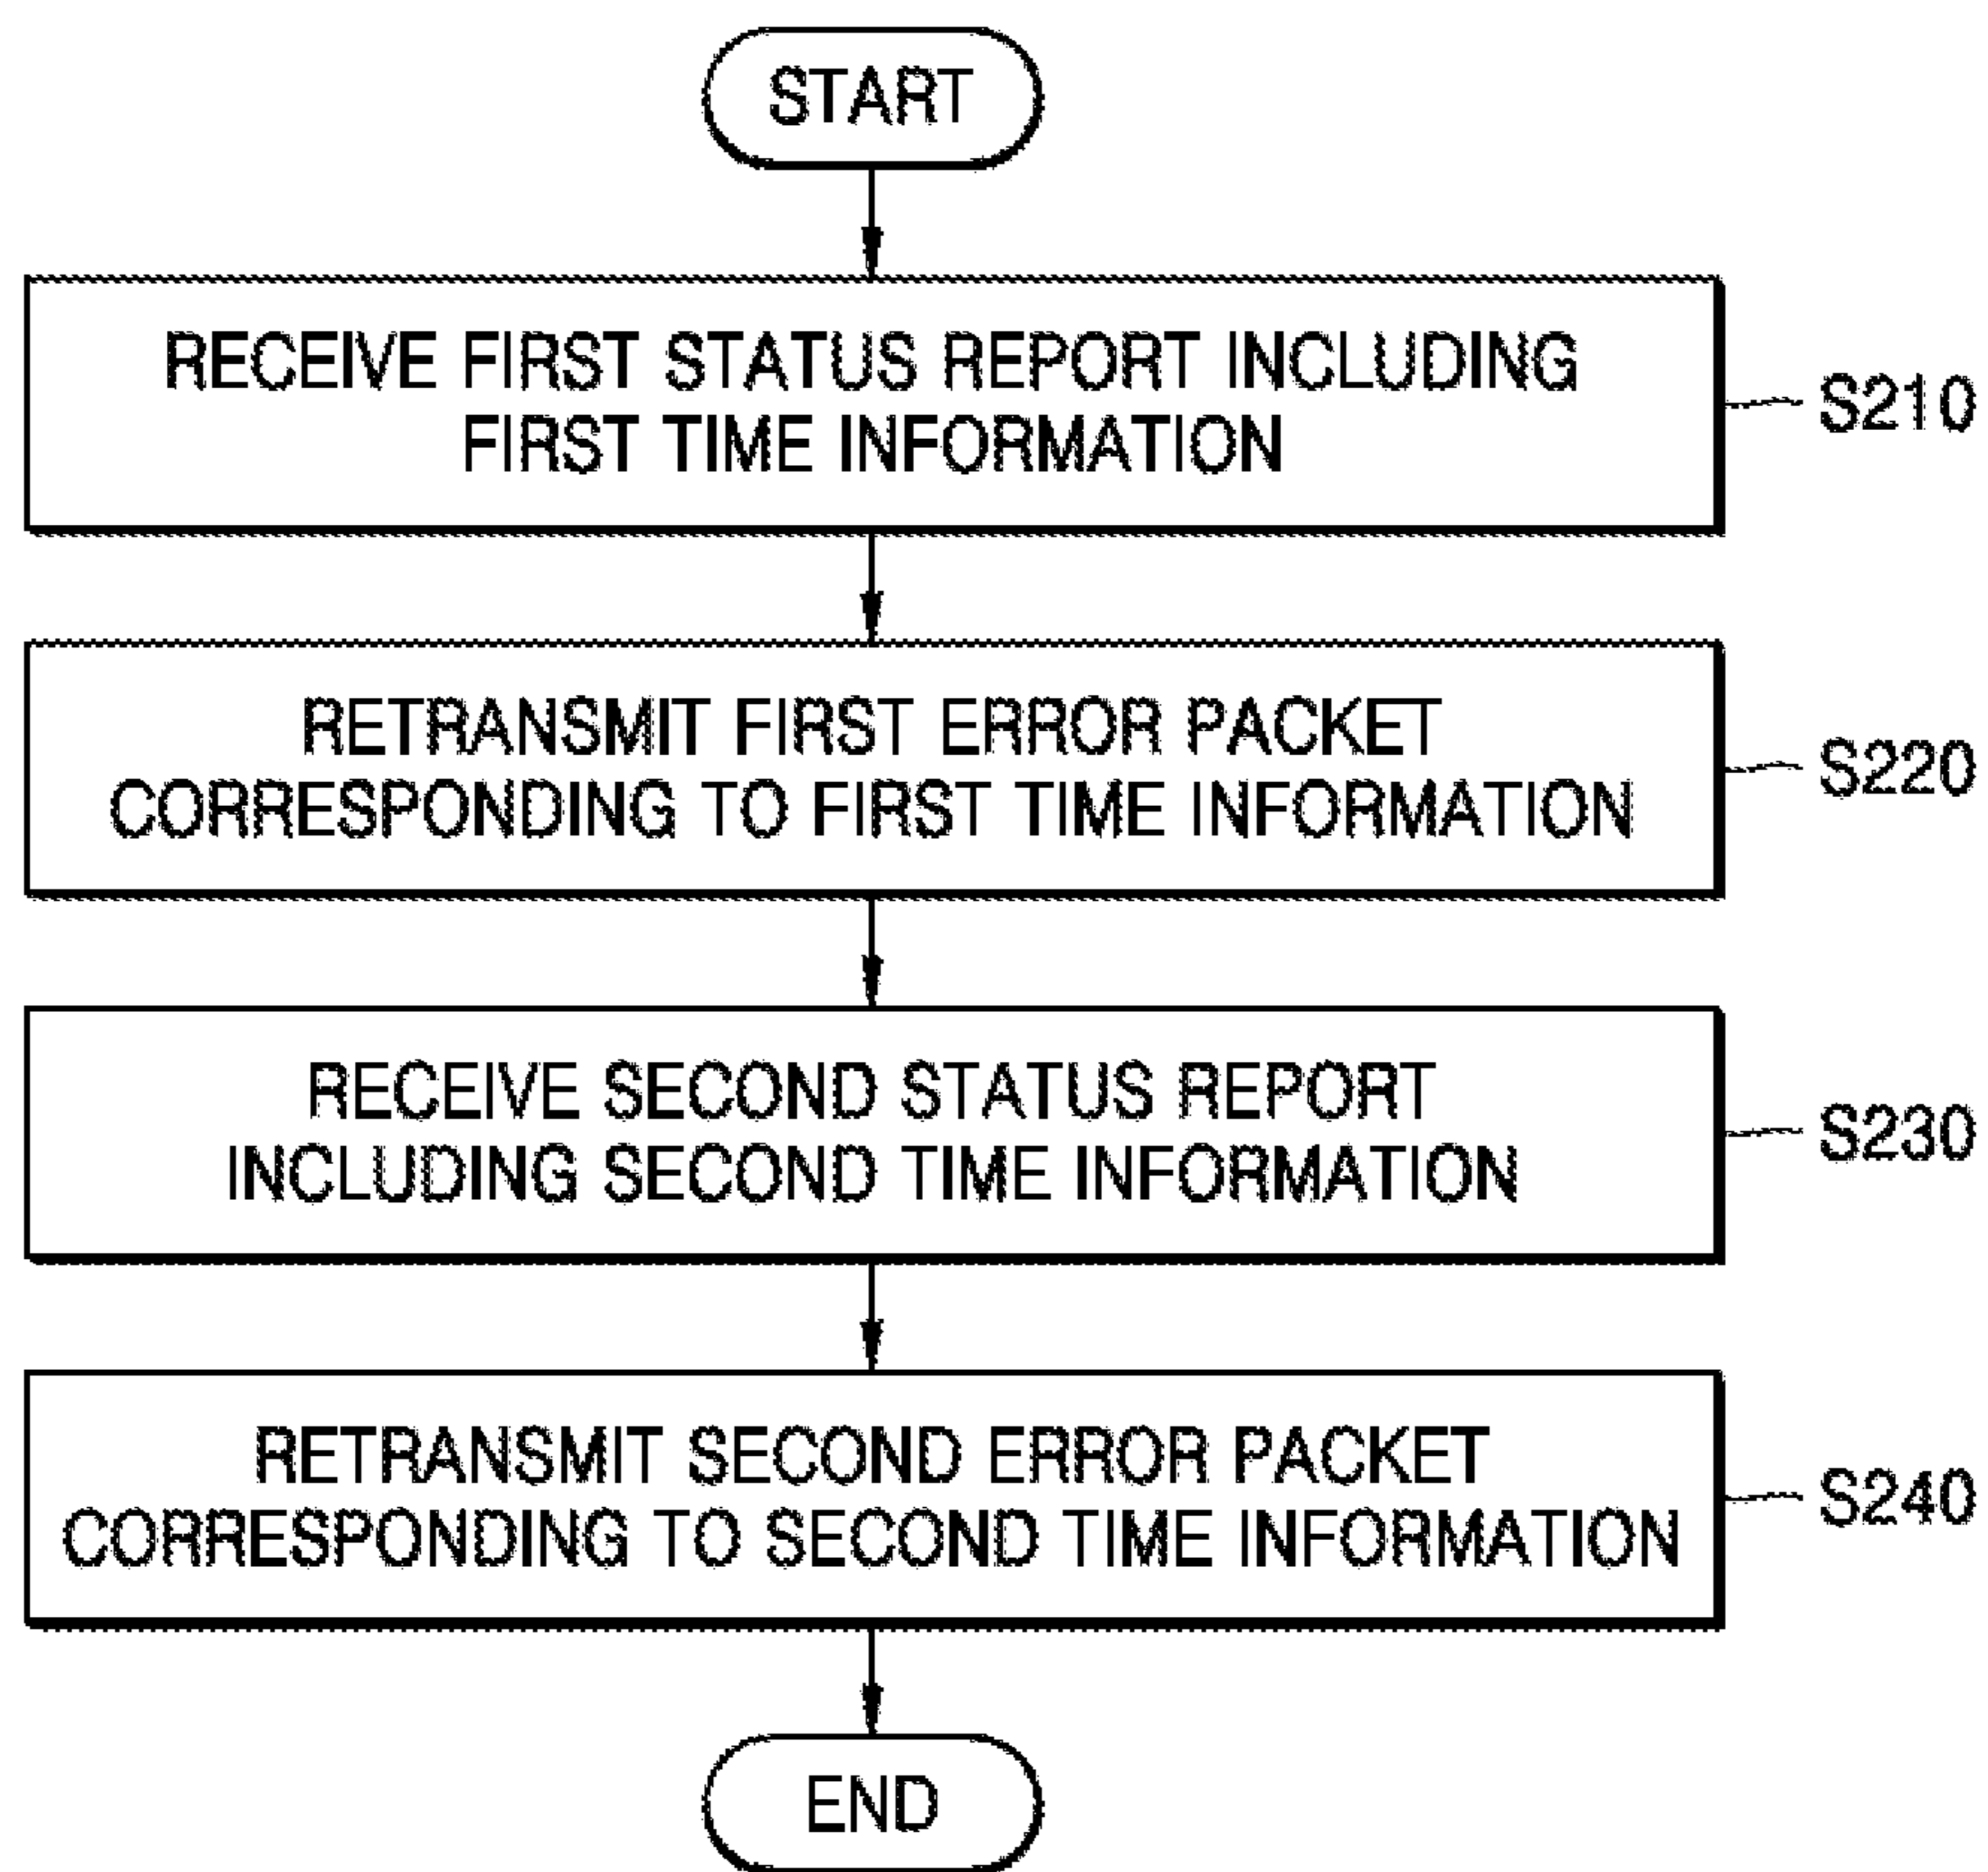 START
RECEIVE FIRST STATUS REPORT INCLUDING
FIRST TIME INFORMATION
S210
RETRANSMIT FIRST ERROR PACKET
CORRESPONDING TO FIRST TIME INFORMATION
S220
RECEIVE SECOND STATUS REPORT
INCLUDING SECOND TIME INFORMATION
S230
RETRANSMIT SECOND ERROR PACKET
CORRESPONDING TO SECOND TIME INFORMATION
S240
END